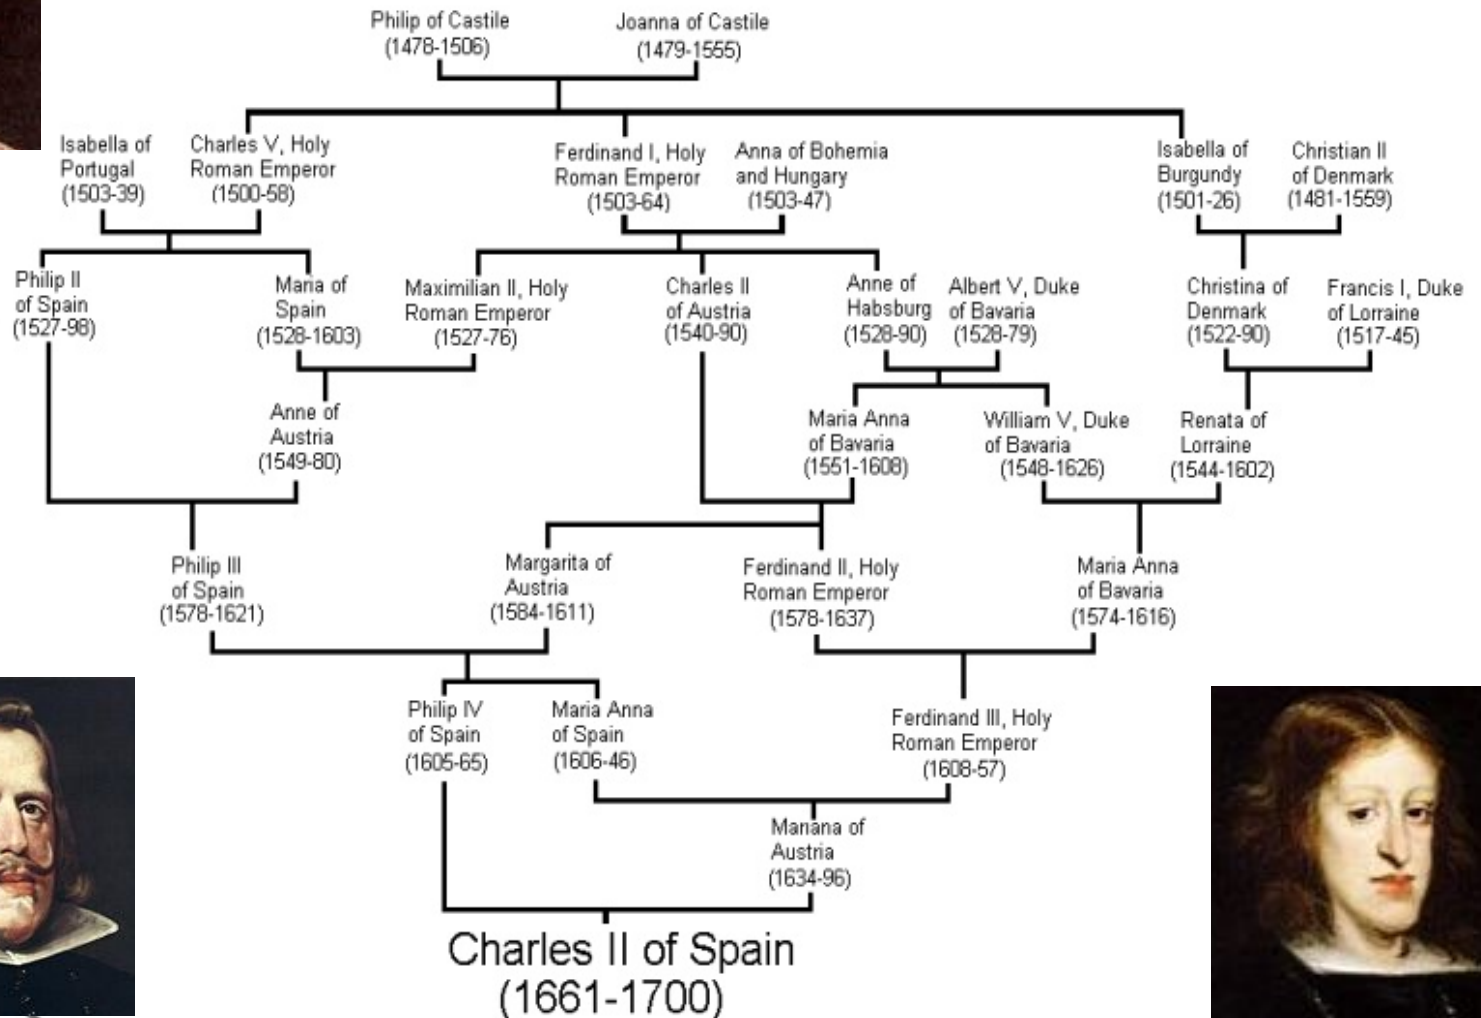 Philip of Castile
(1478-1506)
Joanna of Castile
(1479-1555)
Isabella of
Portugal
(1503-39)
Charles V, Holy
Roman Emperor
(1500-58)
Ferdinand I, Holy
Roman Emperor
(1503-64)
Anna of Bohemia
and Hungary
(1503-47)
Isabella of
Burgundy
(1501-26)
Christian II
of Denmark
(1481-1559)
Philip II
of Spain
(1527-98)
Maria of
Spain
(1528-1603)
Maximilian II, Holy
Roman Emperor
(1527-76)
Charles II
of Austria
(1540-90)
Anne of
Habsburg
(1528-90)
Albert V, Duke
of Bavaria
(1528-79)
Christina of
Denmark
(1522-90)
Francis I, Duke
of Lorraine
(1517-45)
Anne of
Austria
(1549-80)
Maria Anna
of Bavaria
(1551-1608)
William V, Duke
of Bavaria
(1548-1626)
Renata of
Lorraine
(1544-1602)
Philip III
of Spain
(1578-1621)
Margarita of
Austria
(1584-1611)
Ferdinand II, Holy
Roman Emperor
(1578-1637)
Maria Anna
of Bavaria
(1574-1616)
Philip IV
of Spain
(1605-65)
Maria Anna
of Spain
(1606-46)
Ferdinand III, Holy
Roman Emperor
(1608-57)
Mariana of
Austria
(1634-96)
Charles II of Spain
(1661-1700)